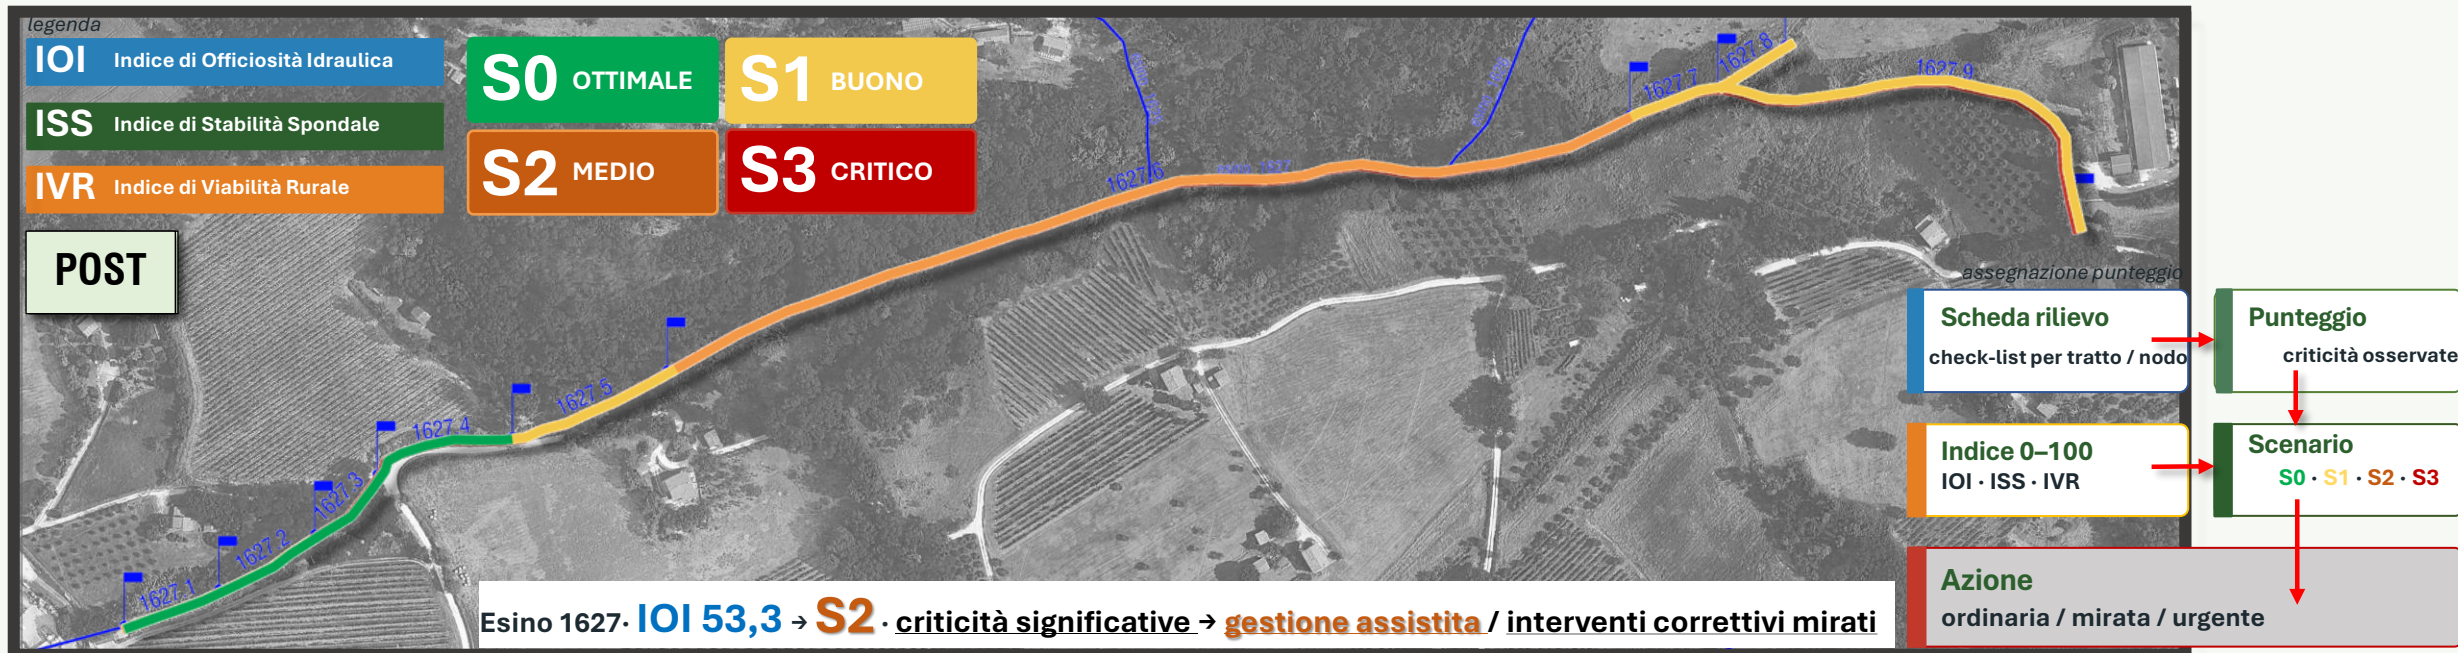 legenda
IOI Indice di Officiosità Idraulica
ISS Indice di Stabilità Spondale
IVR Indice di Viabilità Rurale
S0 OTTIMALE
S1 BUONO
S2 MEDIO
S3 CRITICO
POST
1627.1
1627.2
1627.3
1627.4
1627.5
1627.6
1627.7
1627.8
1627.9
assegnazione punteggio
Scheda rilievo
check-list per tratto / nodo
Punteggio
criticità osservate
Indice 0–100
IOI · ISS · IVR
Scenario
S0 · S1 · S2 · S3
Azione
ordinaria / mirata / urgente
Esino 1627· IOI 53,3 → S2 · criticità significative → gestione assistita / interventi correttivi mirati